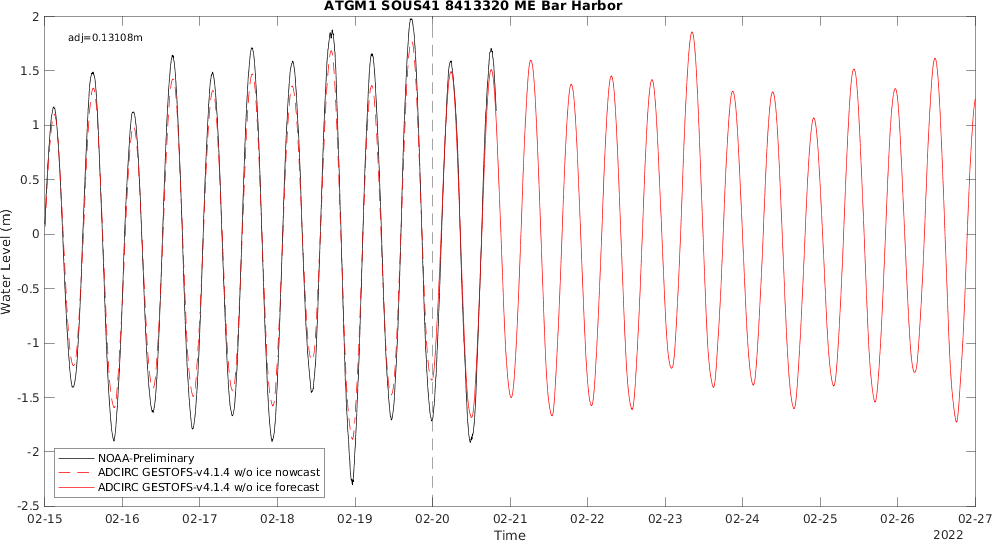 ATGM1 SOUS41 8413320 ME Bar Harbor
adj=0.13108m
2
1.5
1
0.5
0
-0.5
-1
-1.5
-2
-2.5
Water Level (m)
NOAA-Preliminary
ADCIRC GESTOFS-v4.1.4 w/o ice nowcast
ADCIRC GESTOFS-v4.1.4 w/o ice forecast
02-15 02-16 02-17 02-18 02-19 02-20 02-21 02-22 02-23 02-24 02-25 02-26 02-27
Time
2022